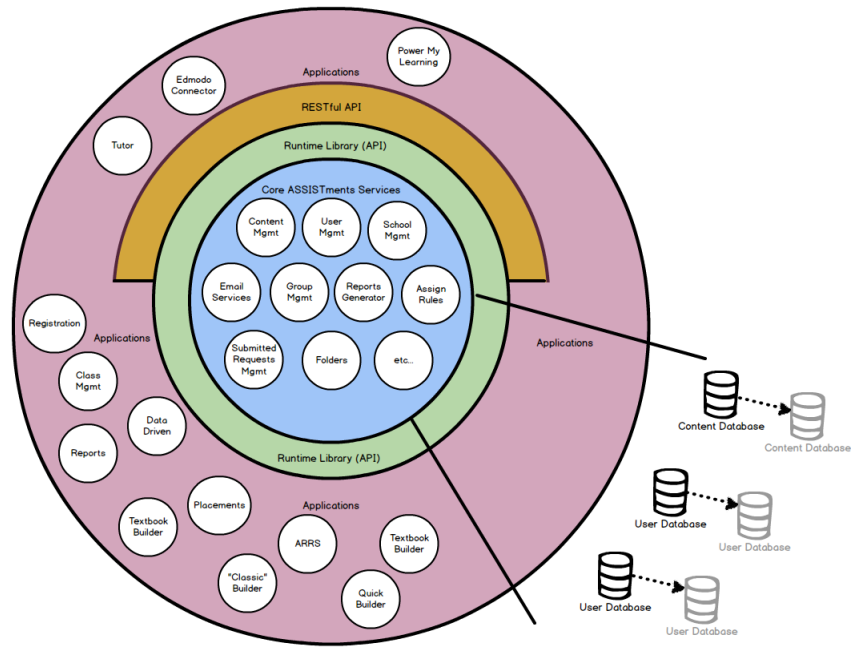 Power My
Learning
Applications
Edmodo
Connector
RESTful API
Tutor
Runtime Library (API)
Core ASSISTments Services
Content
Mgmt
User
Mgmt
School
Mgmt
Email
Services
Group
Mgmt
Reports
Generator
Assign
Rules
Registration
Applications
Applications
Submitted
Requests
Mgmt
Folders
etc...
Class
Mgmt
Data
Driven
Content Database
Content Database
Reports
Runtime Library (API)
Placements
Applications
Textbook
Builder
ARRS
Textbook
Builder
User Database
User Database
"Classic"
Builder
Quick
Builder
User Database
User Database